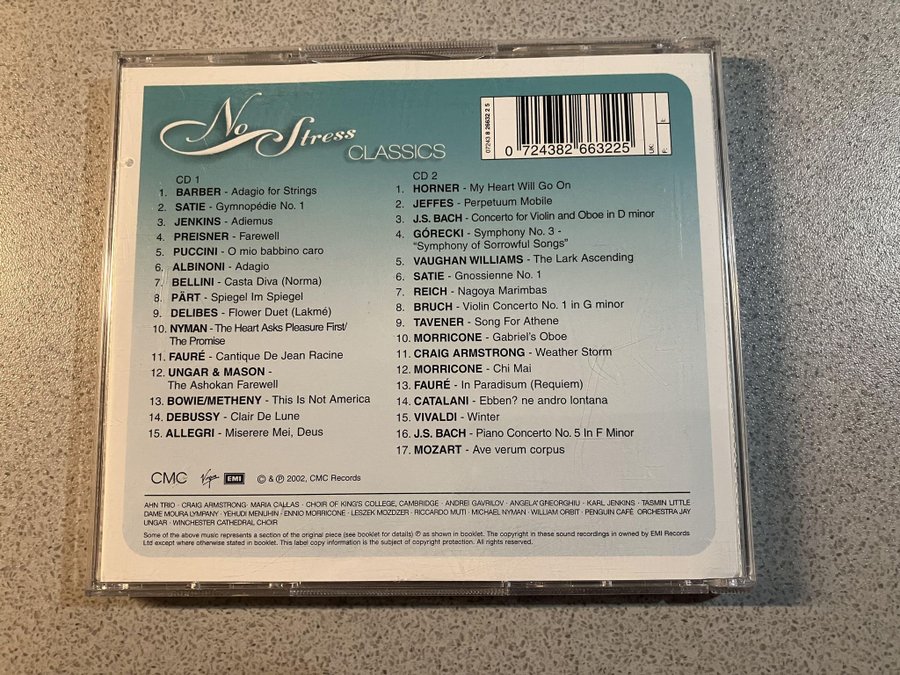 No Stress
CLASSICS
07243 8 26632 2 5
0 724382 663225
UK:
F:
CD 1
1. BARBER - Adagio for Strings
2. SATIE - Gymnopédie No. 1
3. JENKINS - Adiemus
4. PREISNER - Farewell
5. PUCCINI - O mio babbino caro
6. ALBINONI - Adagio
7. BELLINI - Casta Diva (Norma)
8. PÄRT - Spiegel Im Spiegel
9. DELIBES - Flower Duet (Lakmé)
10. NYMAN - The Heart Asks Pleasure First/
The Promise
11. FAURÉ - Cantique De Jean Racine
12. UNGAR & MASON -
The Ashokan Farewell
13. BOWIE/METHENY - This Is Not America
14. DEBUSSY - Clair De Lune
15. ALLEGRI - Miserere Mei, Deus
CD 2
1. HORNER - My Heart Will Go On
2. JEFFES - Perpetuum Mobile
3. J.S. BACH - Concerto for Violin and Oboe in D minor
4. GÓRECKI - Symphony No. 3 -
"Symphony of Sorrowful Songs"
5. VAUGHAN WILLIAMS - The Lark Ascending
6. SATIE - Gnossienne No. 1
7. REICH - Nagoya Marimbas
8. BRUCH - Violin Concerto No. 1 in G minor
9. TAVENER - Song For Athene
10. MORRICONE - Gabriel's Oboe
11. CRAIG ARMSTRONG - Weather Storm
12. MORRICONE - Chi Mai
13. FAURÉ - In Paradisum (Requiem)
14. CATALANI - Ebben? ne andro lontana
15. VIVALDI - Winter
16. J.S. BACH - Piano Concerto No. 5 In F Minor
17. MOZART - Ave verum corpus
CMC Virgin EMI © & ℗ 2002, CMC Records
AHN TRIO · CRAIG ARMSTRONG · MARIA CALLAS · CHOIR OF KING'S COLLEGE, CAMBRIDGE · ANDREI GAVRILOV · ANGELA GHEORGHIU · KARL JENKINS · TASMIN LITTLE
DAME MOURA LYMPANY · YEHUDI MENUHIN · ENNIO MORRICONE · LESZEK MOZDZER · RICCARDO MUTI · MICHAEL NYMAN · WILLIAM ORBIT · PENGUIN CAFÉ ORCHESTRA JAY
UNGAR · WINCHESTER CATHEDRAL CHOIR
Some of the above music represents a section of the original piece (see booklet for details) ℗ as shown in booklet. The copyright in these sound recordings in owned by EMI Records
Ltd except where otherwise stated in booklet. This label copy information is the subject of copyright protection. All rights reserved.